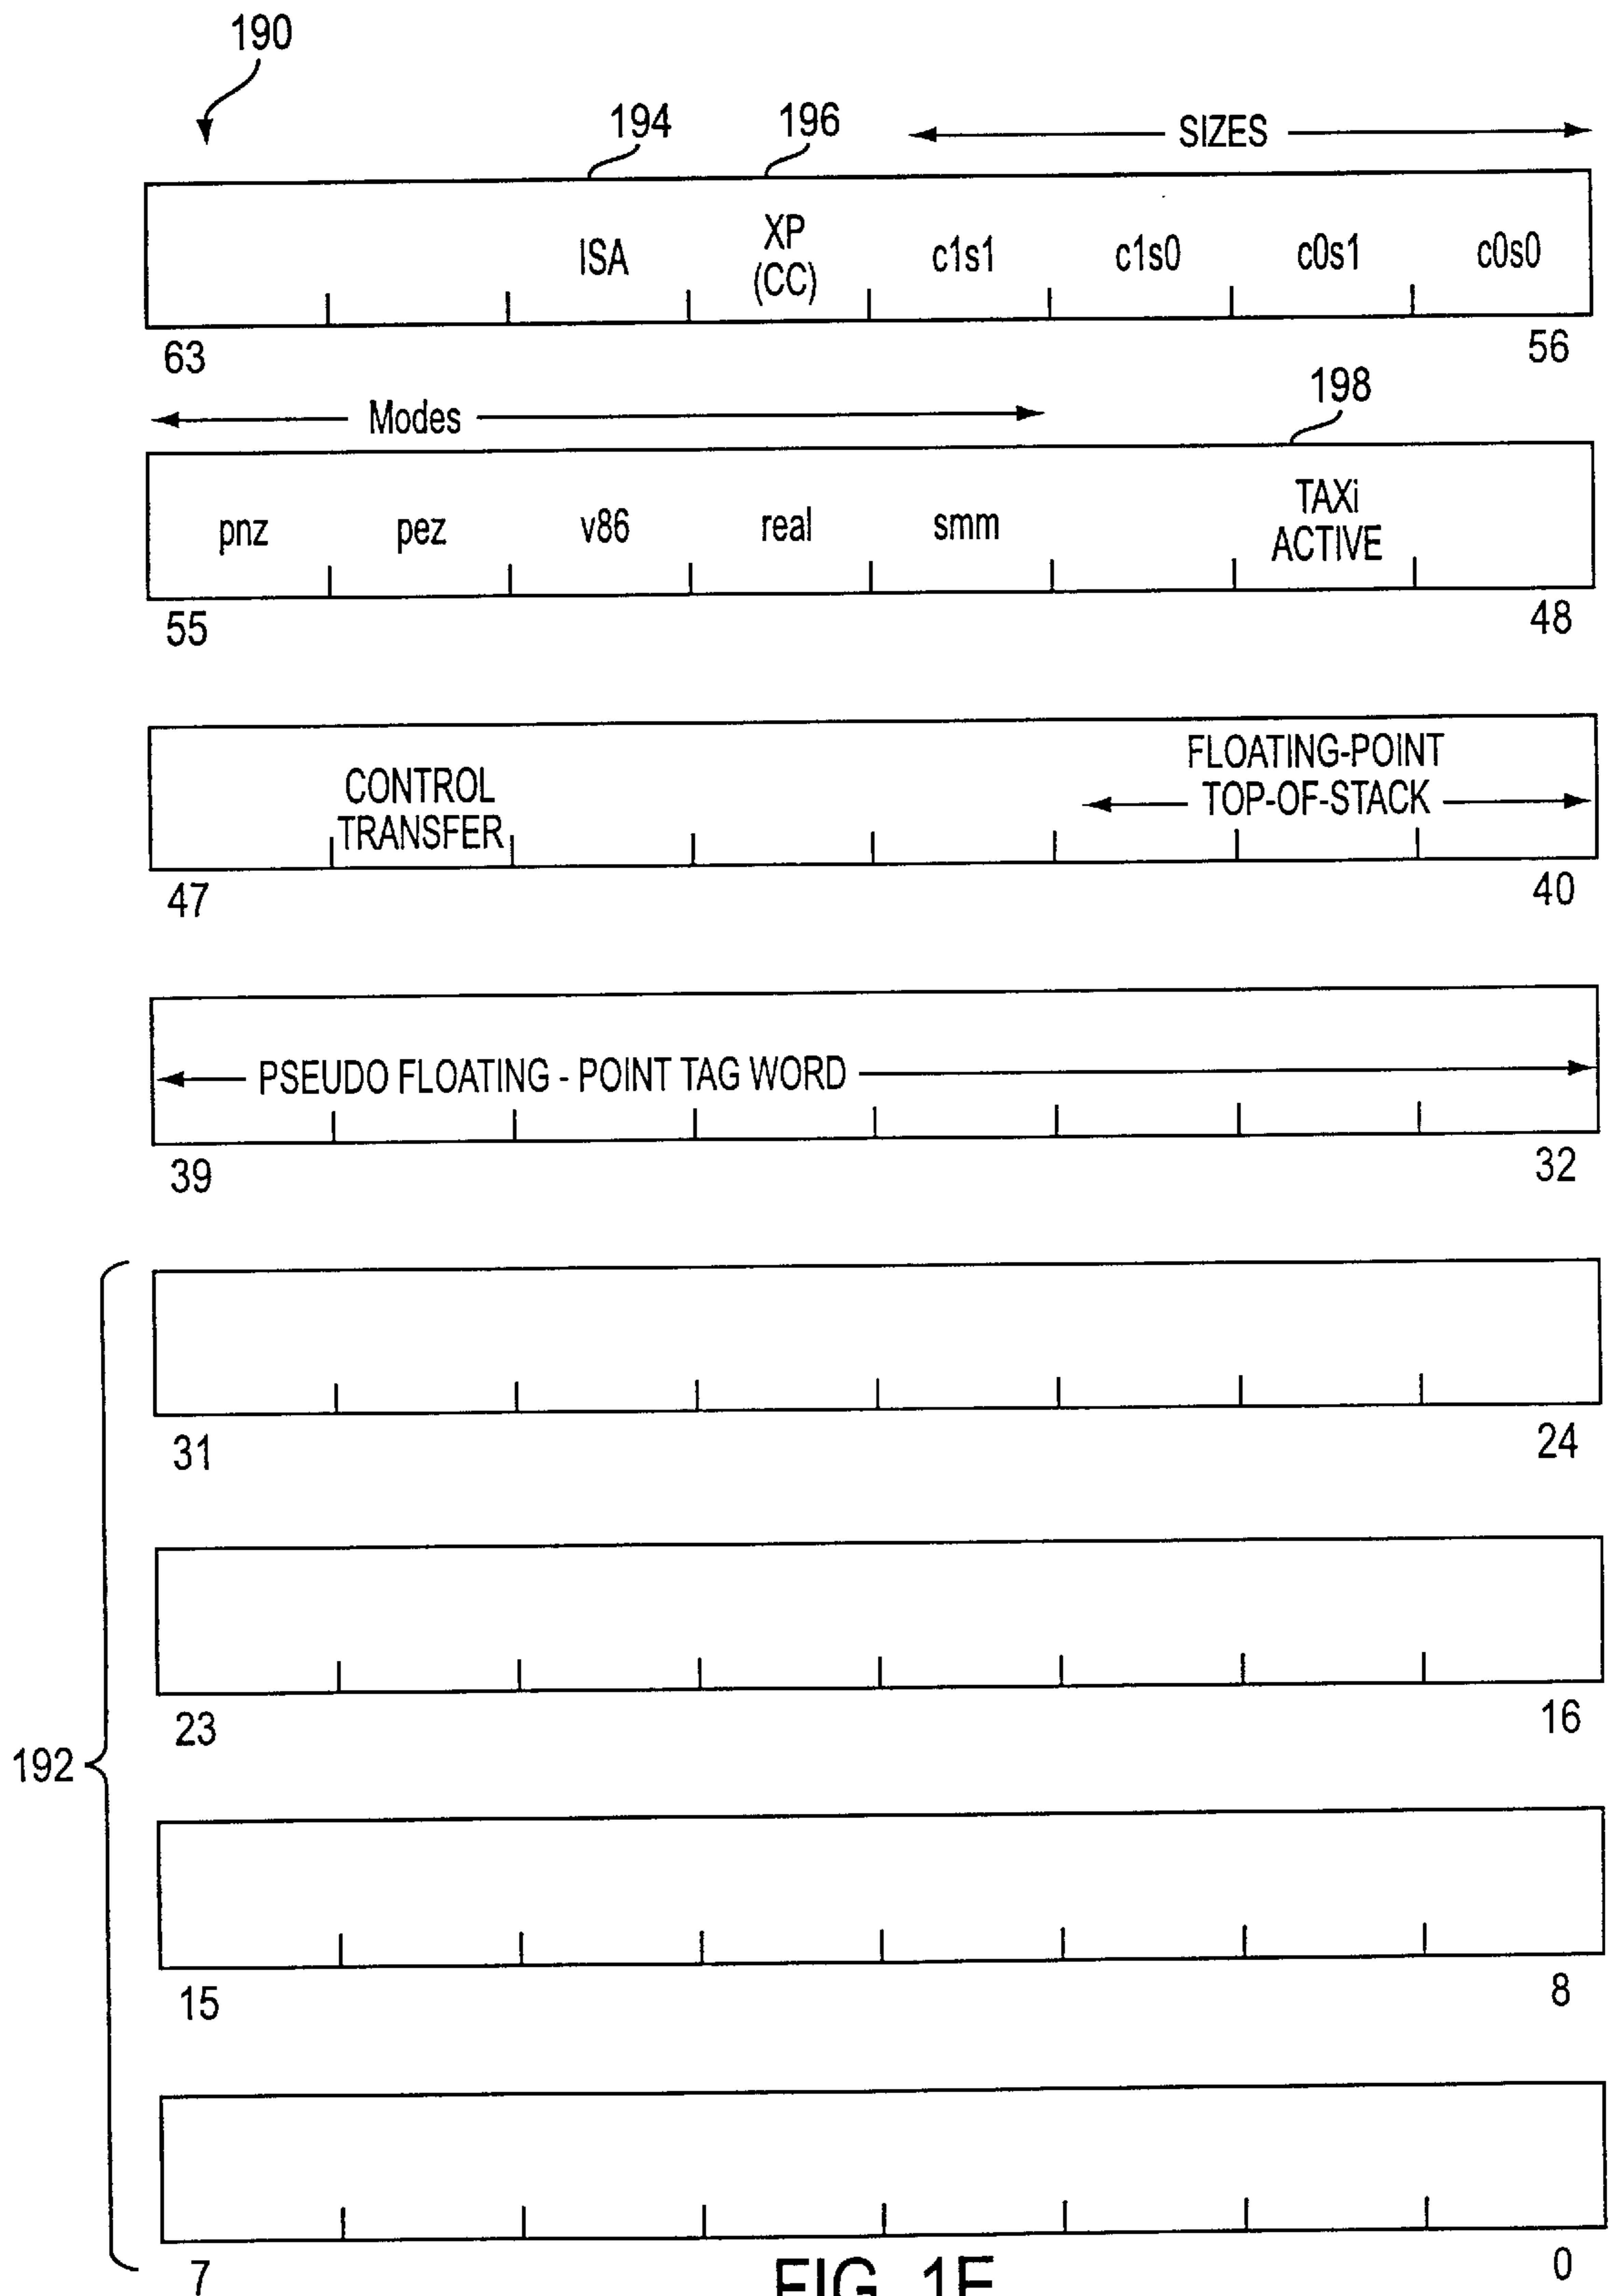 190
194 196 SIZES
ISA XP (CC) c1s1 c1s0 c0s1 c0s0
63 56
Modes 198
pnz pez v86 real smm TAXi ACTIVE
55 48
CONTROL TRANSFER FLOATING-POINT TOP-OF-STACK
47 40
PSEUDO FLOATING - POINT TAG WORD
39 32
31 24
23 16
192
15 8
7 0